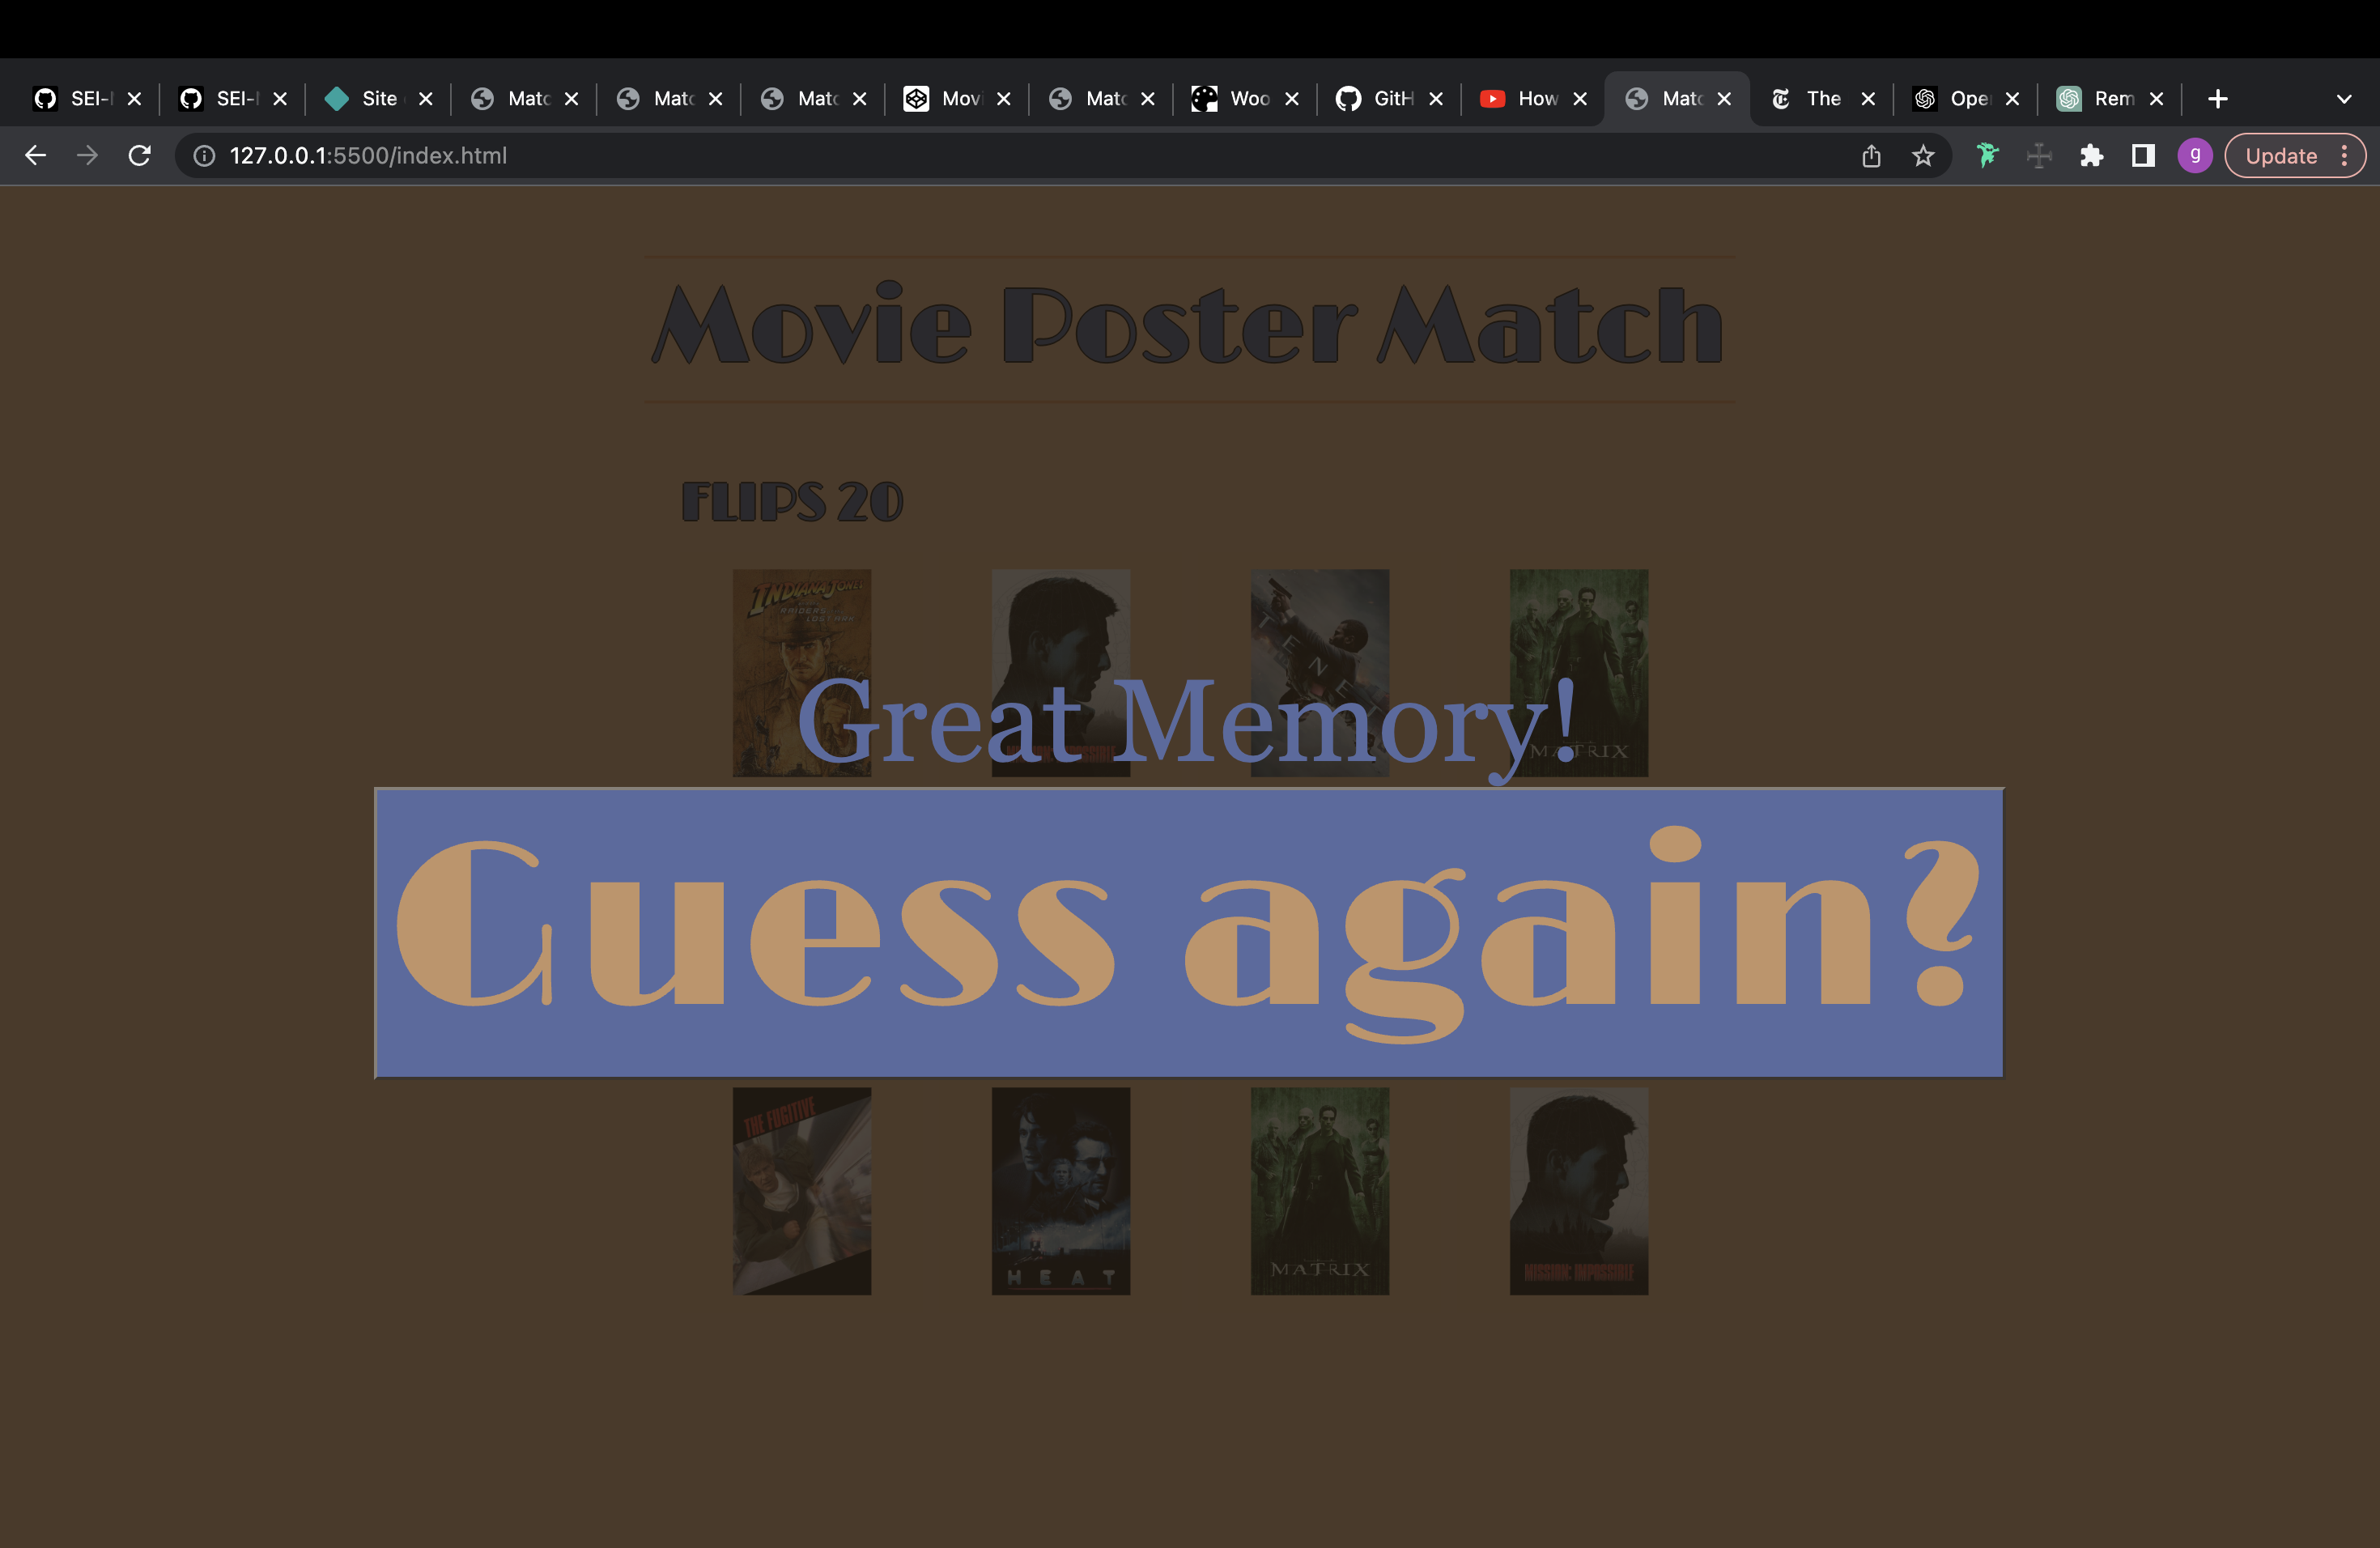 SEI-
SEI-
Site
Matc
Matc
Matc
Movi
Matc
Woo
GitH
How
Matc
The
Ope
Rem
127.0.0.1:5500/index.html
g
Update
Movie Poster Match
FLIPS 20
INDIANA JONES
RAIDERS
LOST ARK
TENET
MISSION: IMPOSSIBLE
MATRIX
Great Memory!
Guess again?
THE FUGITIVE
HEAT
MATRIX
MISSION: IMPOSSIBLE